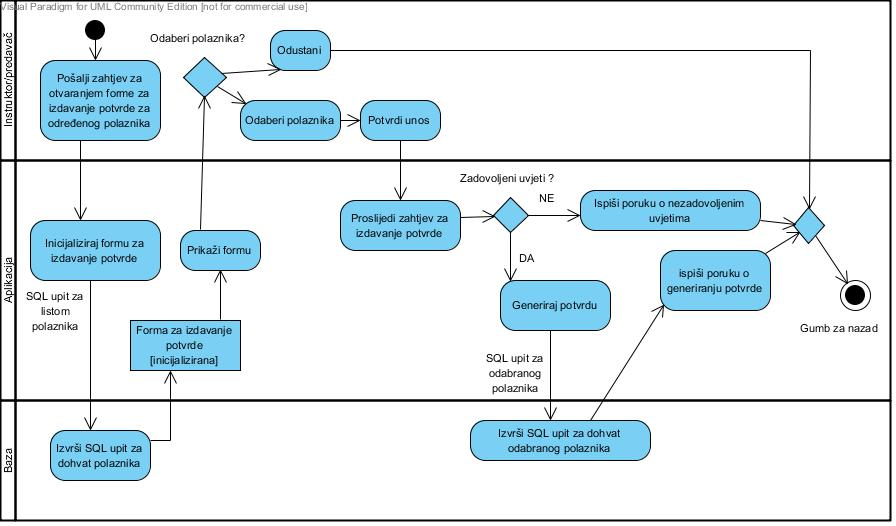 Visual Paradigm for UML Community Edition [not for commercial use]
Instruktor/prodavač
Pošalji zahtjev za
otvaranjem forme za
izdavanje potvrde za
određenog polaznika
Odaberi polaznika?
Odustani
Odaberi polaznika
Potvrdi unos
Aplikacija
Inicijaliziraj formu za
izdavanje potvrde
SQL upit za
listom
polaznika
Prikaži formu
Forma za izdavanje
potvrde
[inicijalizirana]
Proslijedi zahtjev za
izdavanje potvrde
Zadovoljeni uvjeti ?
NE
DA
Ispiši poruku o nezadovoljenim
uvjetima
Generiraj potvrdu
ispiši poruku o
generiranju potvrde
SQL upit za
odabranog
polaznika
Gumb za nazad
Baza
Izvrši SQL upit za
dohvat polaznika
Izvrši SQL upit za dohvat
odabranog polaznika